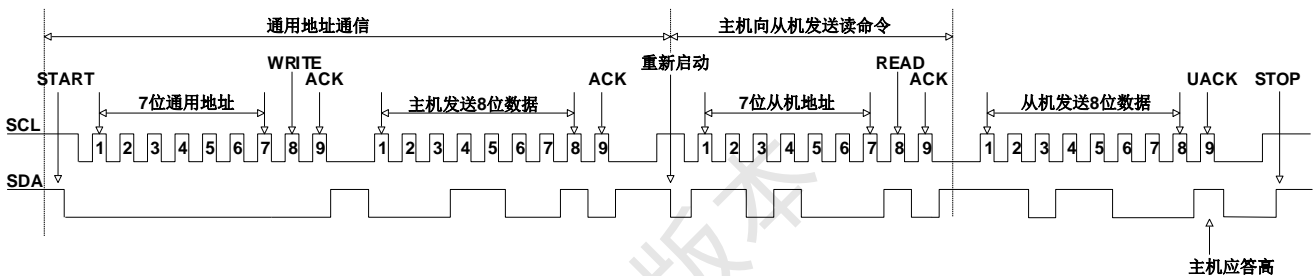 通用地址通信
主机向从机发送读命令
START
WRITE
ACK
ACK
重新启动
READ
ACK
UACK
STOP
7位通用地址
主机发送8位数据
7位从机地址
从机发送8位数据
SCL
1 2 3 4 5 6 7 8 9
1 2 3 4 5 6 7 8 9
1 2 3 4 5 6 7 8 9
1 2 3 4 5 6 7 8 9
SDA
版本
主机应答高